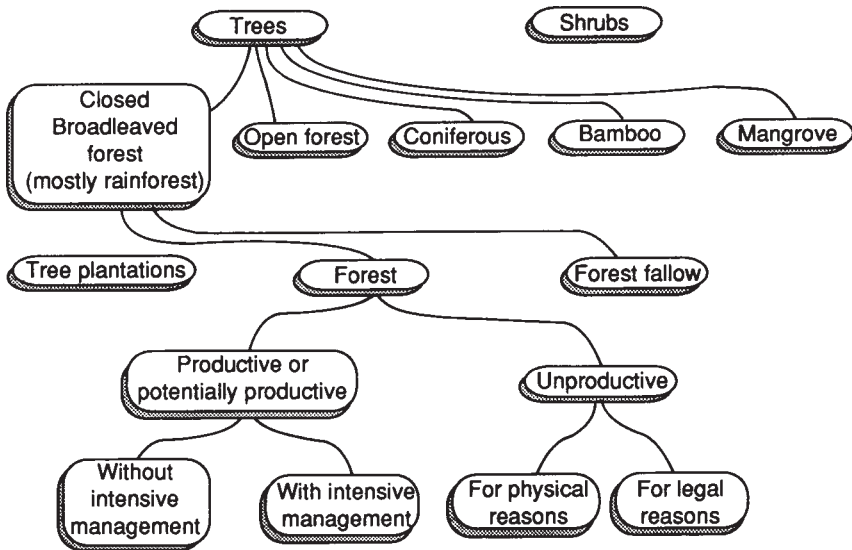 Trees
Shrubs
Closed
Broadleaved
forest
(mostly rainforest)
Open forest
Coniferous
Bamboo
Mangrove
Tree plantations
Forest
Forest fallow
Productive or
potentially productive
Unproductive
Without
intensive
management
With intensive
management
For physical
reasons
For legal
reasons